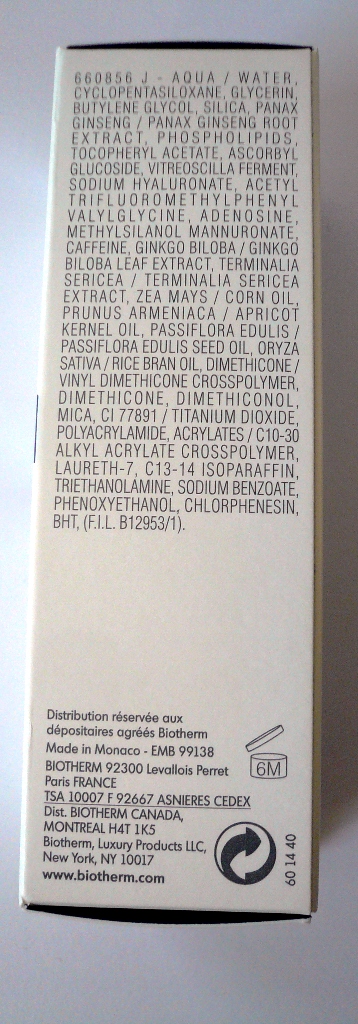 660856 J - AQUA / WATER,
CYCLOPENTASILOXANE, GLYCERIN,
BUTYLENE GLYCOL, SILICA, PANAX
GINSENG / PANAX GINSENG ROOT
EXTRACT, PHOSPHOLIPIDS,
TOCOPHERYL ACETATE, ASCORBYL
GLUCOSIDE, VITREOSCILLA FERMENT,
SODIUM HYALURONATE, ACETYL
TRIFLUOROMETHYLPHENYL
VALYLGLYCINE, ADENOSINE,
METHYLSILANOL MANNURONATE,
CAFFEINE, GINKGO BILOBA / GINKGO
BILOBA LEAF EXTRACT, TERMINALIA
SERICEA / TERMINALIA SERICEA
EXTRACT, ZEA MAYS / CORN OIL,
PRUNUS ARMENIACA / APRICOT
KERNEL OIL, PASSIFLORA EDULIS /
PASSIFLORA EDULIS SEED OIL, ORYZA
SATIVA / RICE BRAN OIL, DIMETHICONE /
VINYL DIMETHICONE CROSSPOLYMER,
DIMETHICONE, DIMETHICONOL,
MICA, CI 77891 / TITANIUM DIOXIDE,
POLYACRYLAMIDE, ACRYLATES / C10-30
ALKYL ACRYLATE CROSSPOLYMER,
LAURETH-7, C13-14 ISOPARAFFIN,
TRIETHANOLAMINE, SODIUM BENZOATE,
PHENOXYETHANOL, CHLORPHENESIN,
BHT, (F.I.L. B12953/1).
Distribution réservée aux
dépositaires agréés Biotherm
Made in Monaco - EMB 99138
BIOTHERM 92300 Levallois Perret
Paris FRANCE
TSA 10007 F 92667 ASNIERES CEDEX
Dist. BIOTHERM CANADA,
MONTREAL H4T 1K5
Biotherm, Luxury Products LLC,
New York, NY 10017
www.biotherm.com
6M
60 14 40